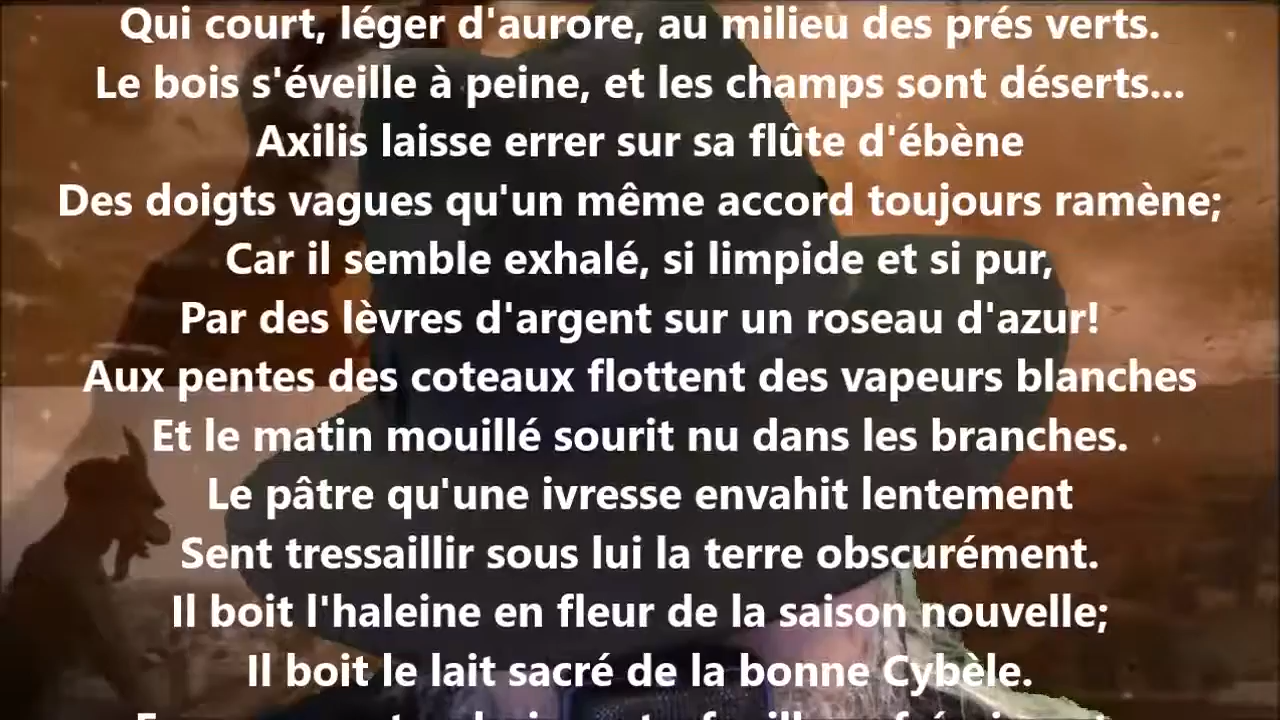 Qui court, léger d'aurore, au milieu des prés verts.
Le bois s'éveille à peine, et les champs sont déserts...
Axilis laisse errer sur sa flûte d'ébène
Des doigts vagues qu'un même accord toujours ramène;
Car il semble exhalé, si limpide et si pur,
Par des lèvres d'argent sur un roseau d'azur!
Aux pentes des coteaux flottent des vapeurs blanches
Et le matin mouillé sourit nu dans les branches.
Le pâtre qu'une ivresse envahit lentement
Sent tressaillir sous lui la terre obscurément.
Il boit l'haleine en fleur de la saison nouvelle;
Il boit le lait sacré de la bonne Cybèle.